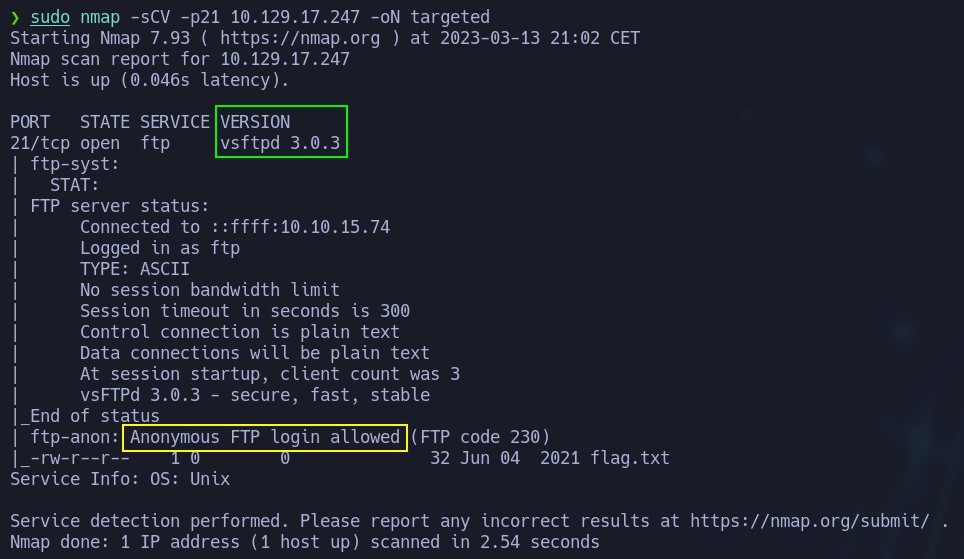 ❯ sudo nmap -sCV -p21 10.129.17.247 -oN targeted
Starting Nmap 7.93 ( https://nmap.org ) at 2023-03-13 21:02 CET
Nmap scan report for 10.129.17.247
Host is up (0.046s latency).
PORT   STATE SERVICE VERSION
21/tcp open  ftp     vsftpd 3.0.3
| ftp-syst:
|   STAT:
| FTP server status:
|      Connected to ::ffff:10.10.15.74
|      Logged in as ftp
|      TYPE: ASCII
|      No session bandwidth limit
|      Session timeout in seconds is 300
|      Control connection is plain text
|      Data connections will be plain text
|      At session startup, client count was 3
|      vsFTPd 3.0.3 - secure, fast, stable
|_End of status
| ftp-anon: Anonymous FTP login allowed (FTP code 230)
|_-rw-r--r--    1 0        0              32 Jun 04  2021 flag.txt
Service Info: OS: Unix
Service detection performed. Please report any incorrect results at https://nmap.org/submit/ .
Nmap done: 1 IP address (1 host up) scanned in 2.54 seconds